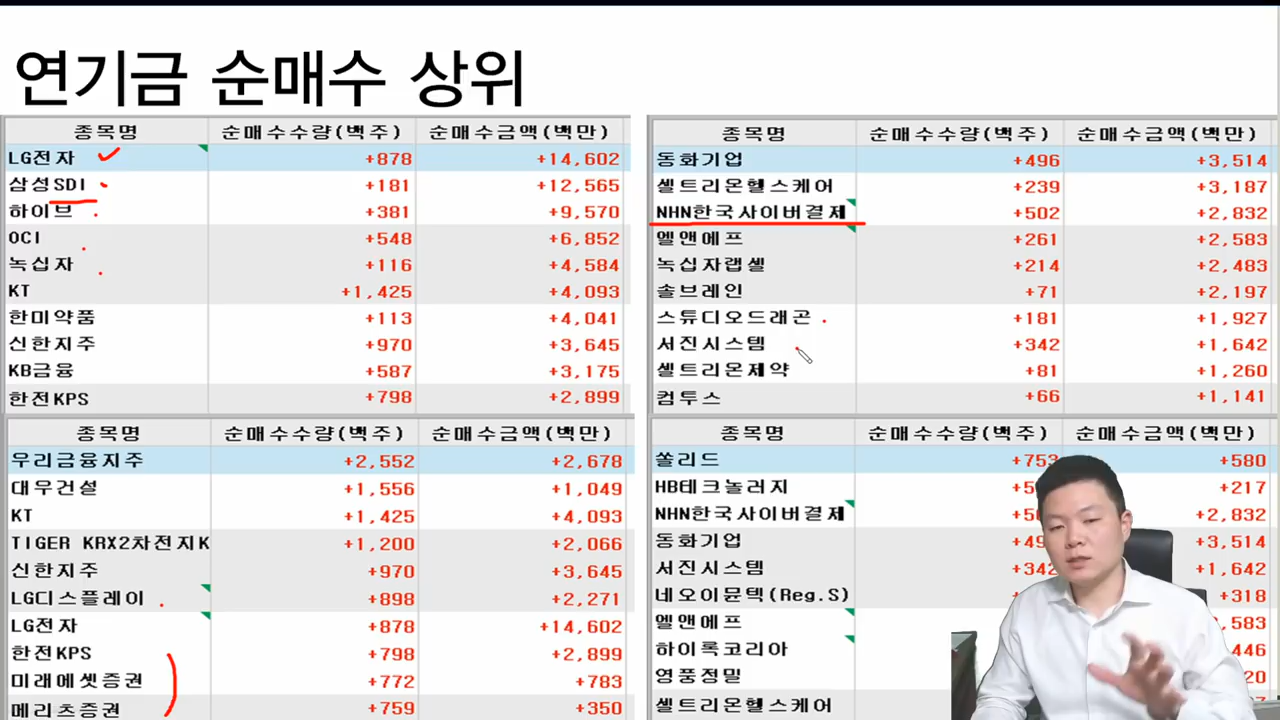 연기금 순매수 상위
종목명 순매수수량(백주) 순매수금액(백만)
LG전자 +878 +14,602
삼성SDI +181 +12,565
하이브 +381 +9,570
OCI +548 +6,852
녹십자 +116 +4,584
KT +1,425 +4,093
한미약품 +113 +4,041
신한지주 +970 +3,645
KB금융 +587 +3,175
한전KPS +798 +2,899
종목명 순매수수량(백주) 순매수금액(백만)
동화기업 +496 +3,514
셀트리온헬스케어 +239 +3,187
NHN한국사이버결제 +502 +2,832
엘앤에프 +261 +2,583
녹십자랩셀 +214 +2,483
솔브레인 +71 +2,197
스튜디오드래곤 +181 +1,927
서진시스템 +342 +1,642
셀트리온제약 +81 +1,260
컴투스 +66 +1,141
종목명 순매수수량(백주) 순매수금액(백만)
우리금융지주 +2,552 +2,678
대우건설 +1,556 +1,049
KT +1,425 +4,093
TIGER KRX2차전지K +1,200 +2,066
신한지주 +970 +3,645
LG디스플레이 +898 +2,271
LG전자 +878 +14,602
한전KPS +798 +2,899
미래에셋증권 +772 +783
메리츠증권 +759 +350
종목명 순매수수량(백주) 순매수금액(백만)
쏠리드 +753 +580
HB테크놀러지 +217
NHN한국사이버결제 +2,832
동화기업 +3,514
서진시스템 +342 +1,642
네오이뮨텍(Reg.S) +318
엘앤에프
하이록코리아
영풍정밀
셀트리온헬스케어